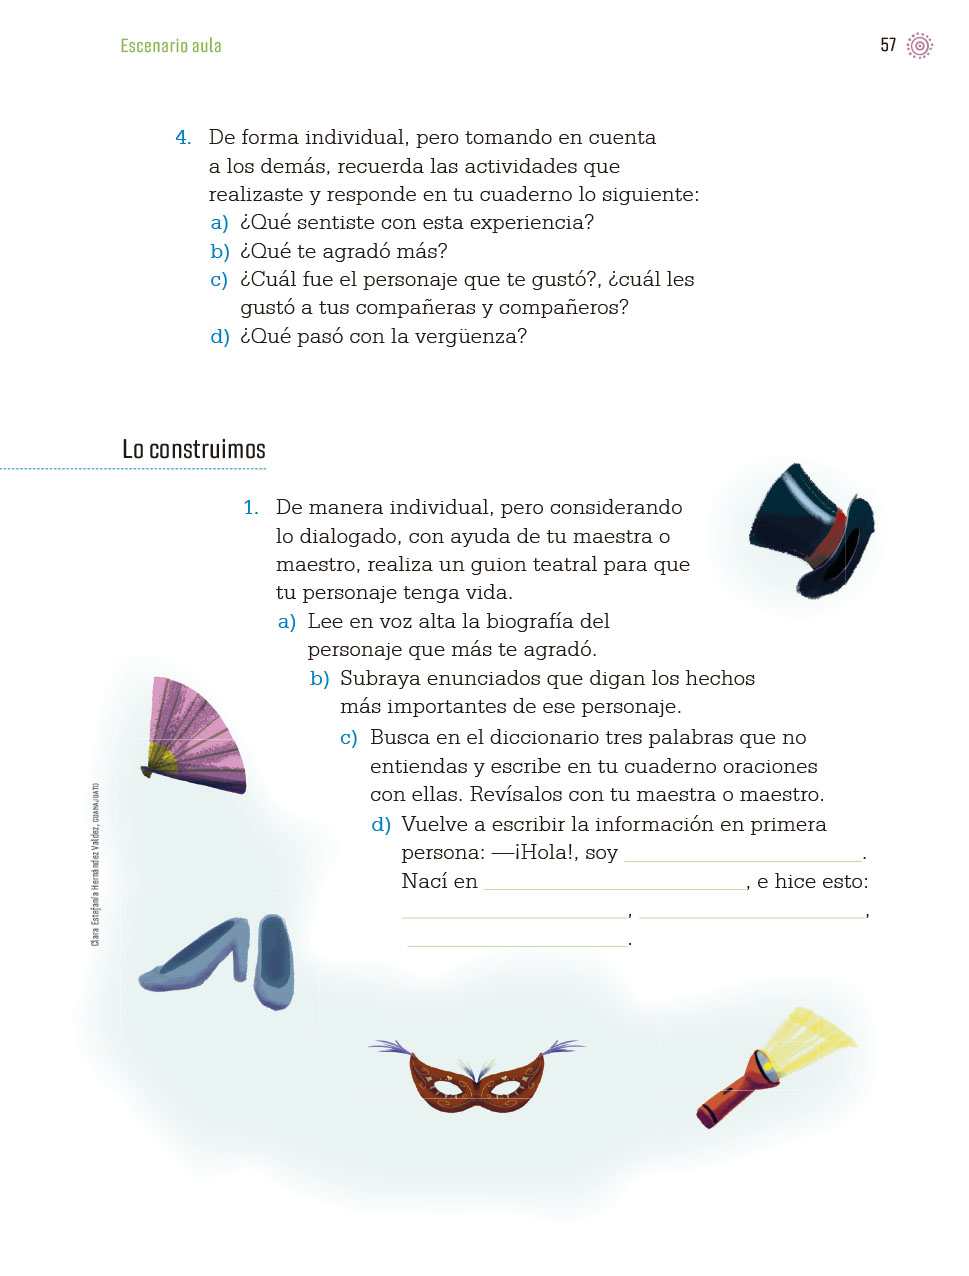 Escenario aula
57
4. De forma individual, pero tomando en cuenta
a los demás, recuerda las actividades que
realizaste y responde en tu cuaderno lo siguiente:
a) ¿Qué sentiste con esta experiencia?
b) ¿Qué te agradó más?
c) ¿Cuál fue el personaje que te gustó?, ¿cuál les
gustó a tus compañeras y compañeros?
d) ¿Qué pasó con la vergüenza?
Lo construimos
1. De manera individual, pero considerando
lo dialogado, con ayuda de tu maestra o
maestro, realiza un guion teatral para que
tu personaje tenga vida.
a) Lee en voz alta la biografía del
personaje que más te agradó.
b) Subraya enunciados que digan los hechos
más importantes de ese personaje.
c) Busca en el diccionario tres palabras que no
entiendas y escribe en tu cuaderno oraciones
con ellas. Revísalos con tu maestra o maestro.
d) Vuelve a escribir la información en primera
persona: —¡Hola!, soy ____________________.
Nací en ____________________, e hice esto:
____________________, ____________________,
____________________.
Clara Estefanía Hernández Valdez, GUANAJUATO